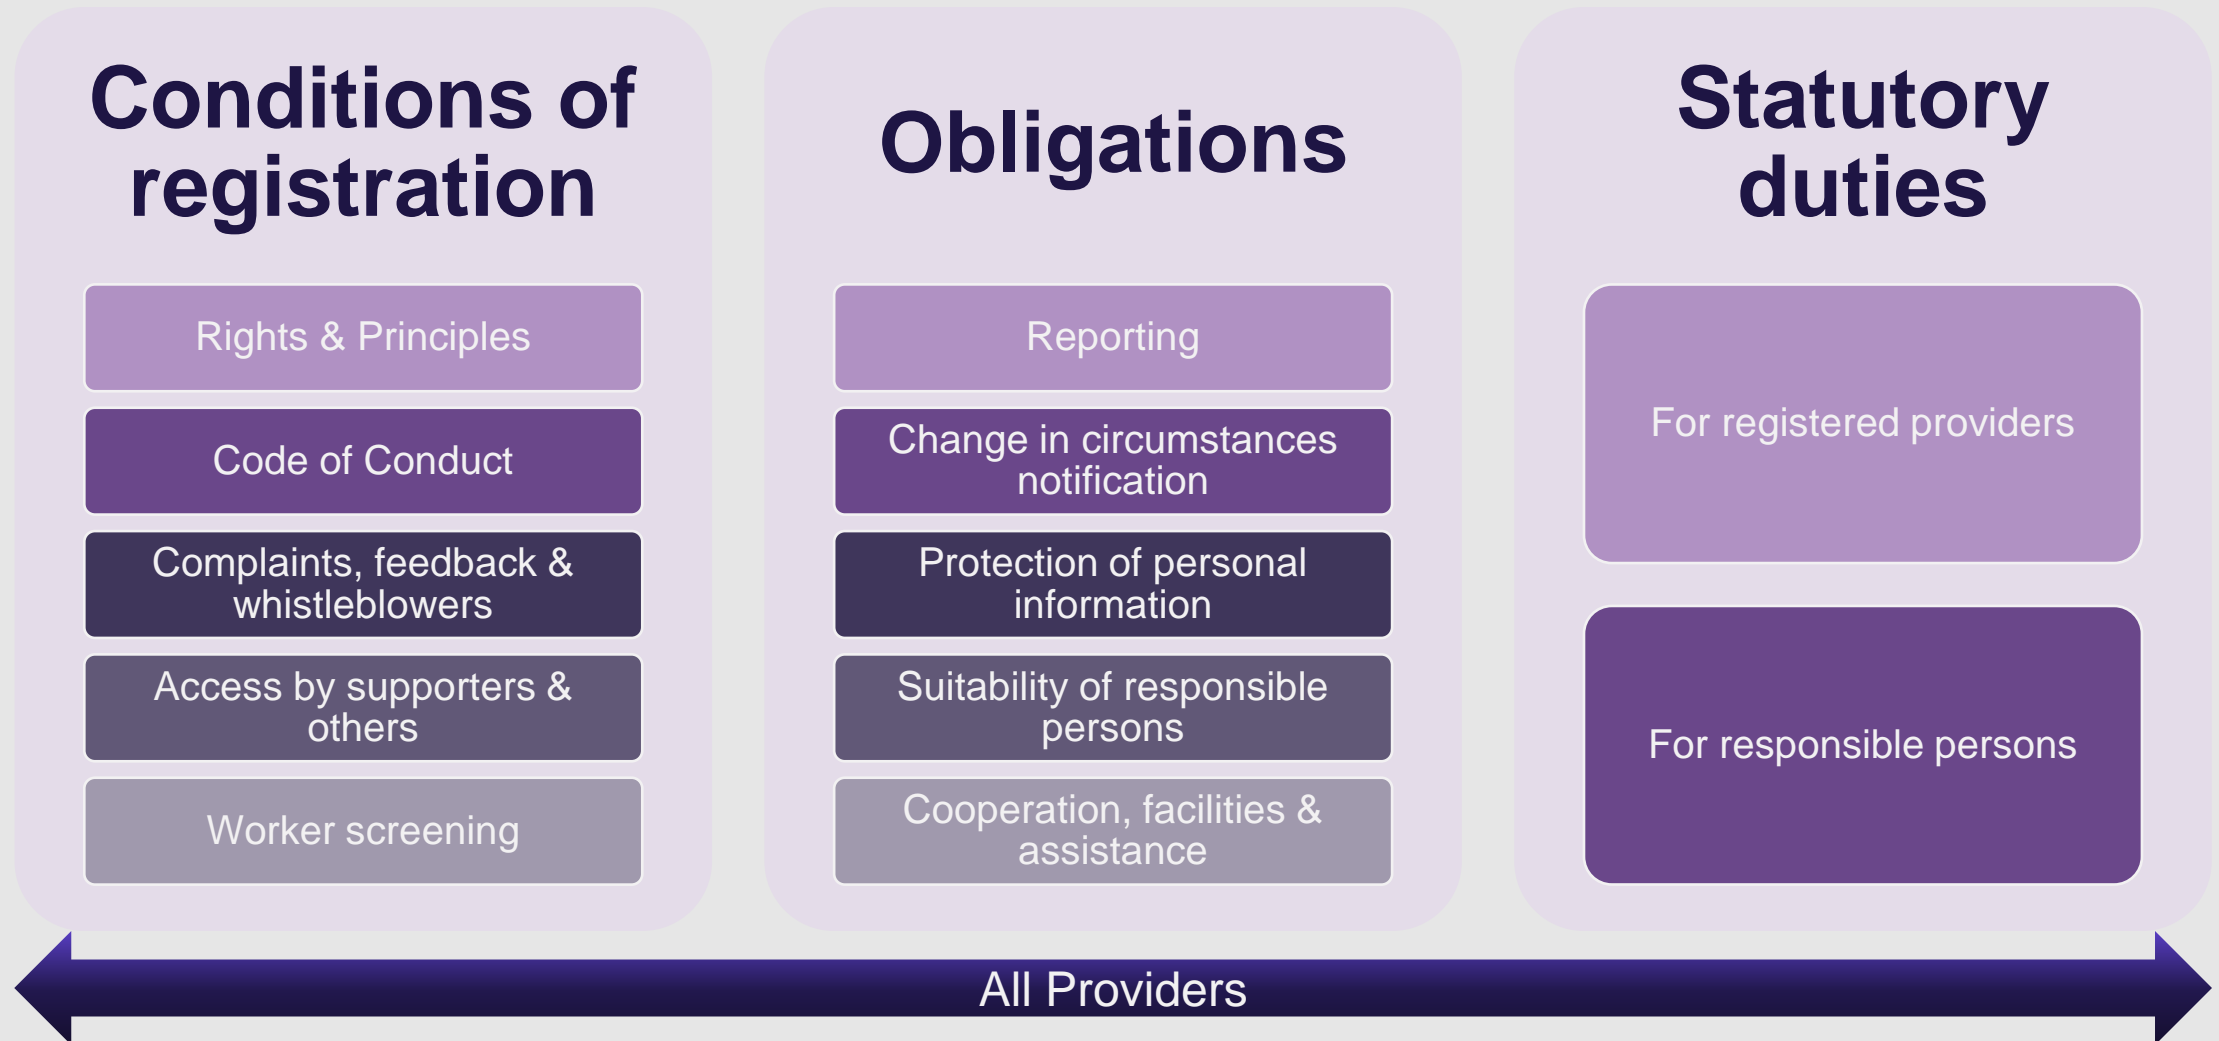 Conditions of
registration
Rights & Principles
Code of Conduct
Complaints, feedback &
whistleblowers
Access by supporters &
others
Worker screening
Obligations
Reporting
Change in circumstances
notification
Protection of personal
information
Suitability of responsible
persons
Cooperation, facilities &
assistance
Statutory
duties
For registered providers
For responsible persons
All Providers